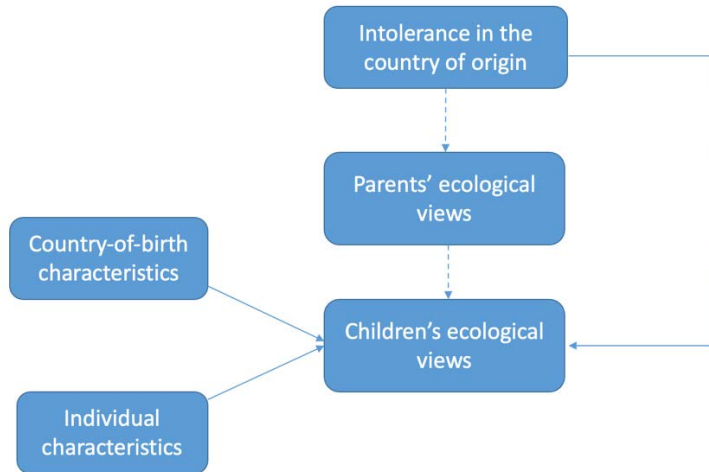 Intolerance in the
country of origin
Parents’ ecological
views
Country-of-birth
characteristics
Children’s ecological
views
Individual
characteristics